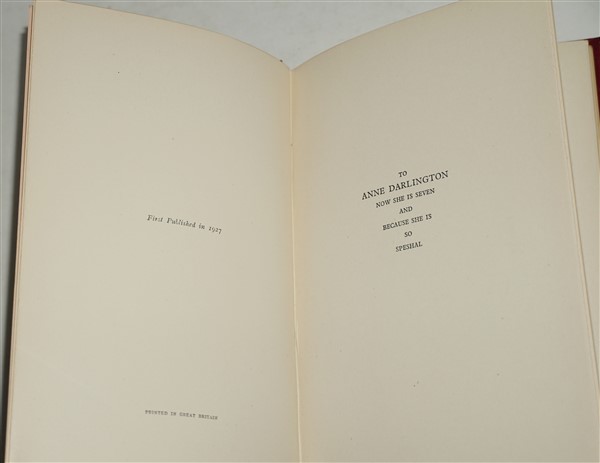 First Published in 1927
PRINTED IN GREAT BRITAIN
TO
ANNE DARLINGTON
NOW SHE IS SEVEN
AND
BECAUSE SHE IS
SO
SPESHAL